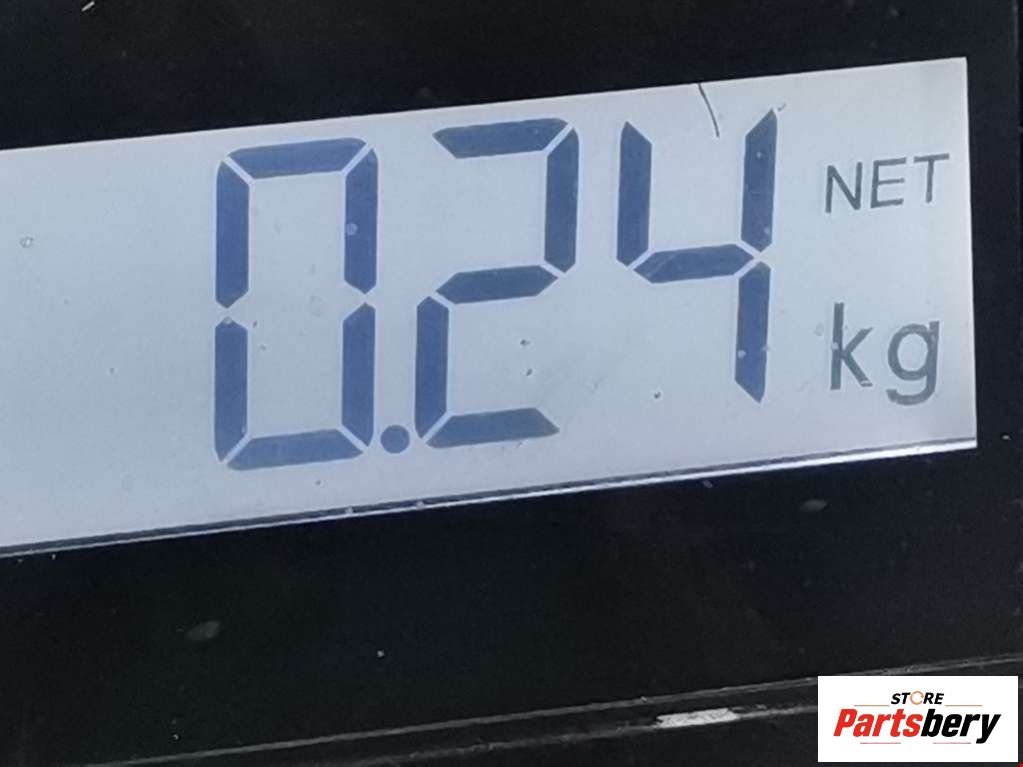 0.24 NET
kg
STORE
Partsbery